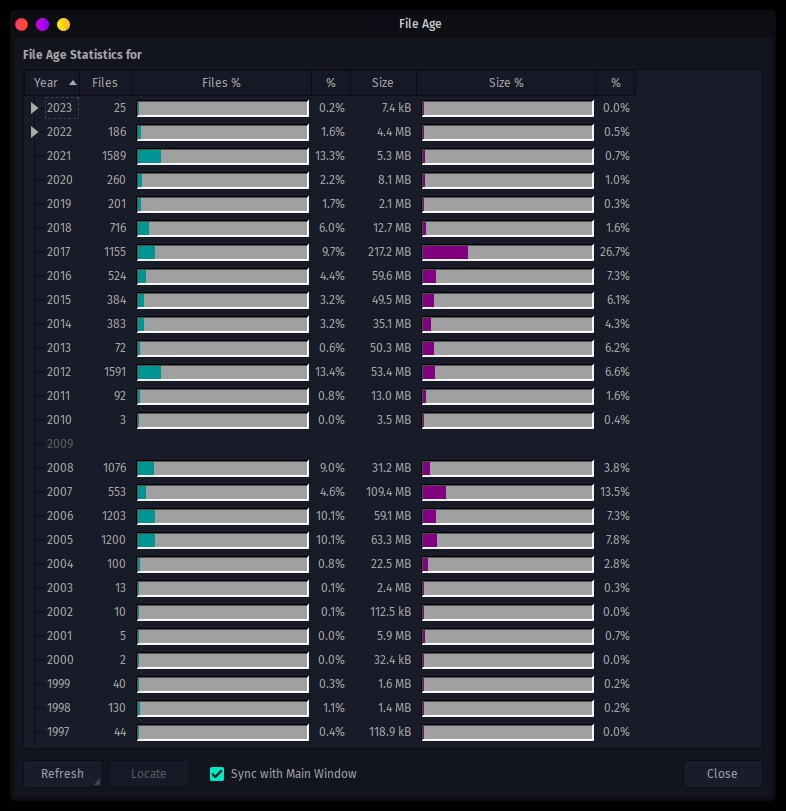 File Age
File Age Statistics for
Year Files Files % % Size Size % %
2023 25 0.2% 7.4 kB 0.0%
2022 186 1.6% 4.4 MB 0.5%
2021 1589 13.3% 5.3 MB 0.7%
2020 260 2.2% 8.1 MB 1.0%
2019 201 1.7% 2.1 MB 0.3%
2018 716 6.0% 12.7 MB 1.6%
2017 1155 9.7% 217.2 MB 26.7%
2016 524 4.4% 59.6 MB 7.3%
2015 384 3.2% 49.5 MB 6.1%
2014 383 3.2% 35.1 MB 4.3%
2013 72 0.6% 50.3 MB 6.2%
2012 1591 13.4% 53.4 MB 6.6%
2011 92 0.8% 13.0 MB 1.6%
2010 3 0.0% 3.5 MB 0.4%
2009
2008 1076 9.0% 31.2 MB 3.8%
2007 553 4.6% 109.4 MB 13.5%
2006 1203 10.1% 59.1 MB 7.3%
2005 1200 10.1% 63.3 MB 7.8%
2004 100 0.8% 22.5 MB 2.8%
2003 13 0.1% 2.4 MB 0.3%
2002 10 0.1% 112.5 kB 0.0%
2001 5 0.0% 5.9 MB 0.7%
2000 2 0.0% 32.4 kB 0.0%
1999 40 0.3% 1.6 MB 0.2%
1998 130 1.1% 1.4 MB 0.2%
1997 44 0.4% 118.9 kB 0.0%
Refresh Locate Sync with Main Window Close